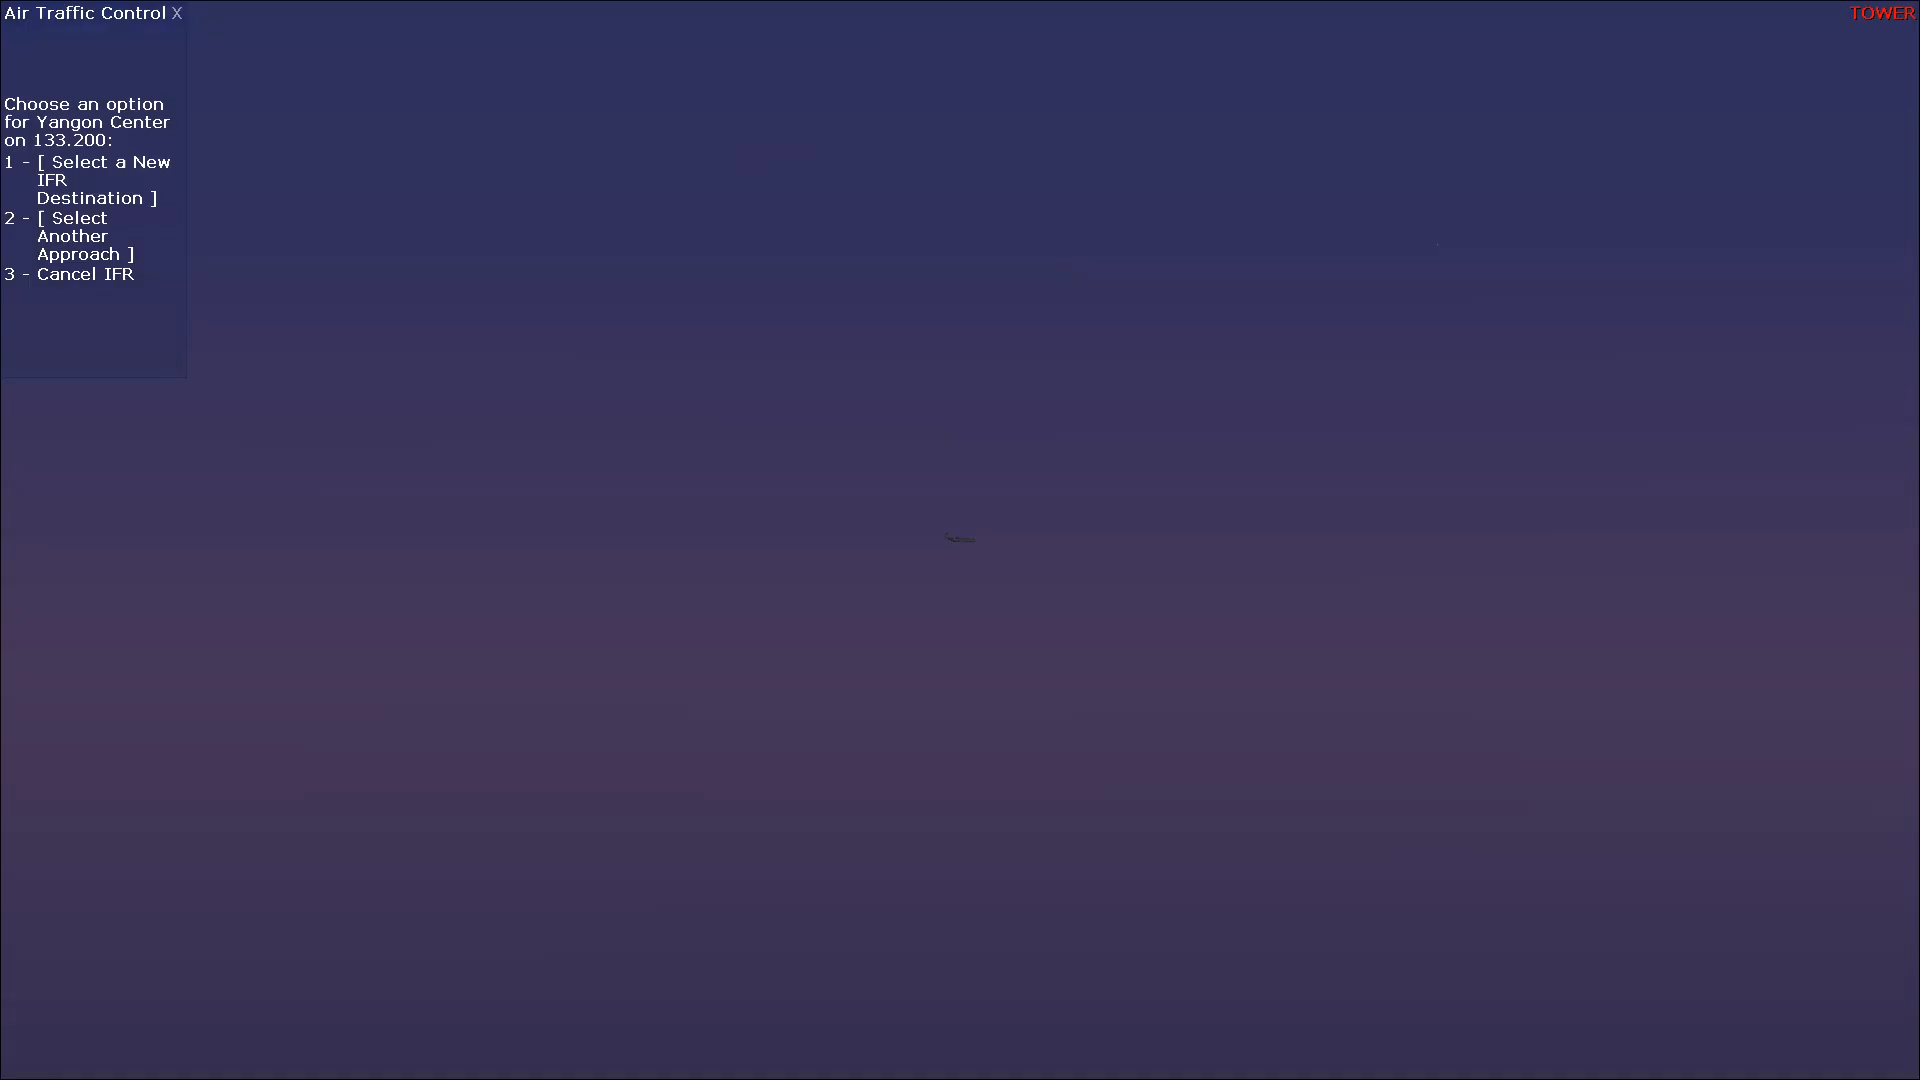 Air Traffic Control X
TOWER
Choose an option
for Yangon Center
on 133.200:
1 - [ Select a New
IFR
Destination ]
2 - [ Select
Another
Approach ]
3 - Cancel IFR